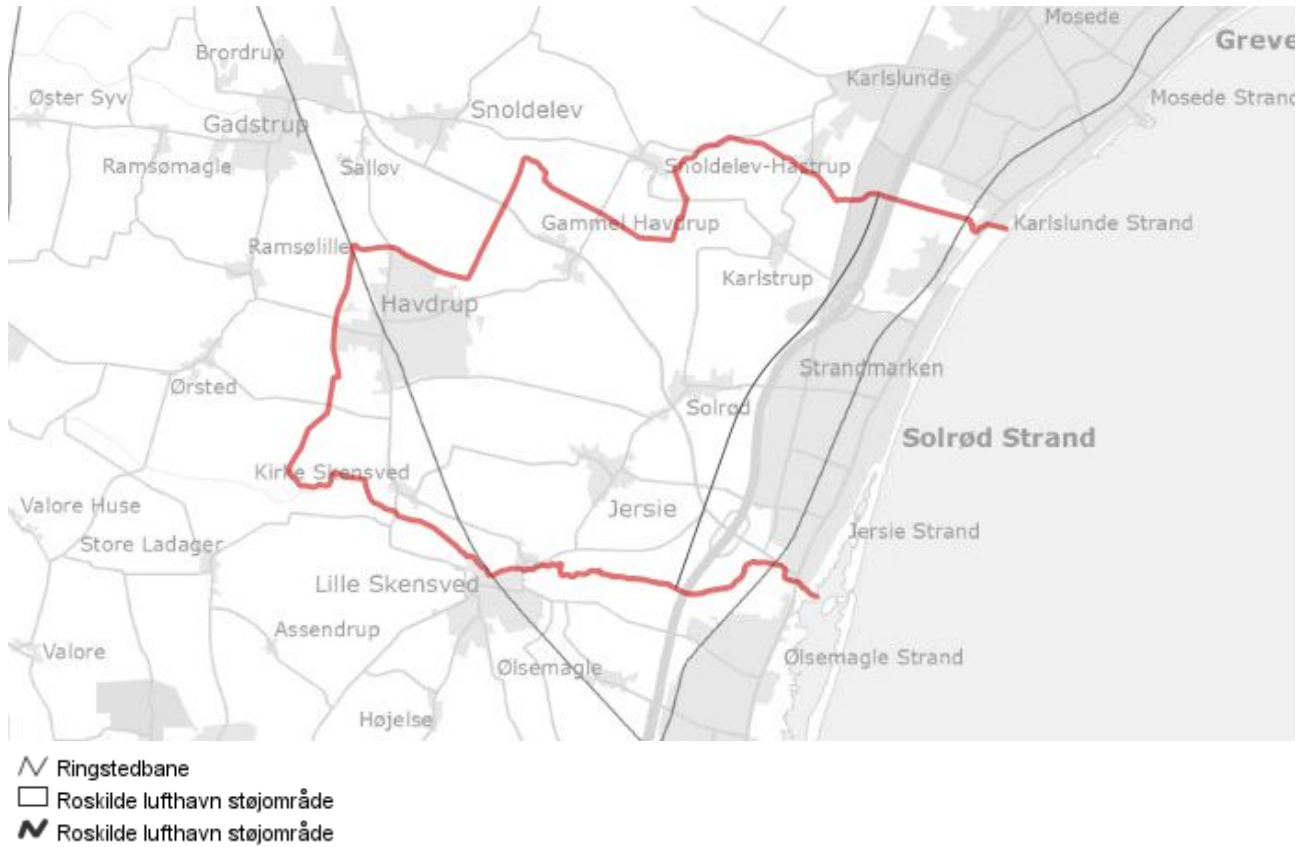 Mosede
Greve
Brordrup
Karlslunde
Øster Syv
Snoldelev
Mosede Strand
Gadstrup
Ramsømagle
Salløv
Snoldelev-Hastrup
Gammel Havdrup
Karlslunde Strand
Ramsølille
Karlstrup
Havdrup
Strandmarken
Ørsted
Solrød
Solrød Strand
Kirke Skensved
Valore Huse
Jersie
Jersie Strand
Store Ladager
Lille Skensved
Assendrup
Valore
Ølsemagle
Ølsemagle Strand
Højelse
Ringstedbane
Roskilde lufthavn støjområde
Roskilde lufthavn støjområde